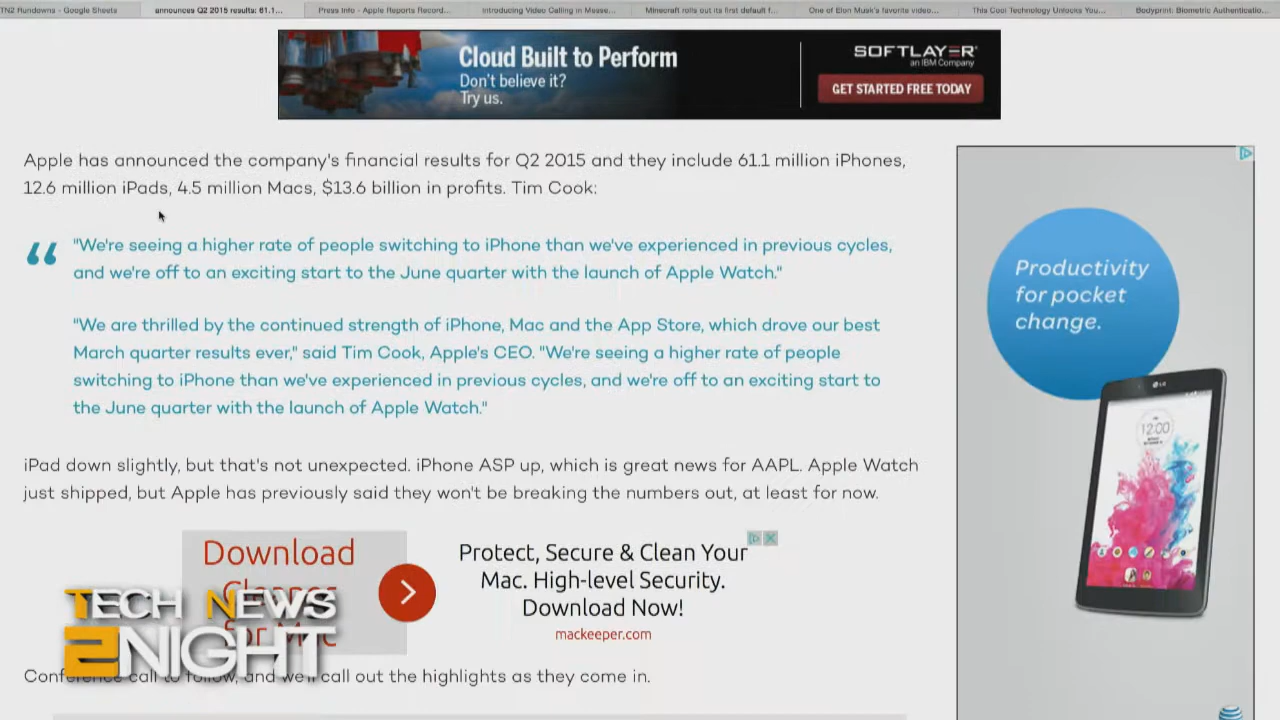 TN2 Rundowns - Google Sheets
announces Q2 2015 results: 61.1...
Press Info - Apple Reports Record...
Introducing Video Calling in Messe...
Minecraft rolls out its first default f...
One of Elon Musk's favorite video...
This Cool Technology Unlocks You...
Bodyprint: Biometric Authenticatio...
Cloud Built to Perform
Don't believe it?
Try us.
SOFTLAYER
an IBM Company
GET STARTED FREE TODAY
Apple has announced the company's financial results for Q2 2015 and they include 61.1 million iPhones,
12.6 million iPads, 4.5 million Macs, $13.6 billion in profits. Tim Cook:
"We're seeing a higher rate of people switching to iPhone than we've experienced in previous cycles,
and we're off to an exciting start to the June quarter with the launch of Apple Watch."
"We are thrilled by the continued strength of iPhone, Mac and the App Store, which drove our best
March quarter results ever," said Tim Cook, Apple's CEO. "We're seeing a higher rate of people
switching to iPhone than we've experienced in previous cycles, and we're off to an exciting start to
the June quarter with the launch of Apple Watch."
iPad down slightly, but that's not unexpected. iPhone ASP up, which is great news for AAPL. Apple Watch
just shipped, but Apple has previously said they won't be breaking the numbers out, at least for now.
Productivity
for pocket
change.
LG
12:00
Download
Cleaner
for Mac
Protect, Secure & Clean Your
Mac. High-level Security.
Download Now!
mackeeper.com
TECH NEWS
2NIGHT
Conference call to follow, and we'll call out the highlights as they come in.